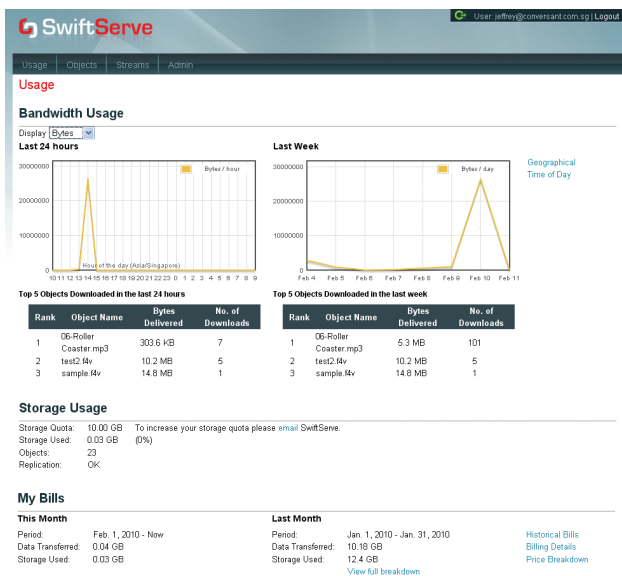 SwiftServe
User: jeffrey@conversant.com.sg | Logout
Usage Objects Streams Admin
Usage
Bandwidth Usage
Display Bytes
Last 24 hours
Last Week
30000000
20000000
10000000
0
Bytes / hour
Hour of the day (Asia/Singapore)
10 11 12 13 14 15 16 17 18 19 20 21 22 23 0 1 2 3 4 5 6 7 8 9
30000000
20000000
10000000
0
Bytes / day
Feb 4 Feb 5 Feb 6 Feb 7 Feb 8 Feb 9 Feb 10 Feb 11
Geographical
Time of Day
Top 5 Objects Downloaded in the last 24 hours
Rank Object Name Bytes Delivered No. of Downloads
1 06-Roller Coaster.mp3 303.6 KB 7
2 test2.f4v 10.2 MB 5
3 sample.f4v 14.8 MB 1
Top 5 Objects Downloaded in the last week
Rank Object Name Bytes Delivered No. of Downloads
1 06-Roller Coaster.mp3 5.3 MB 101
2 test2.f4v 10.2 MB 5
3 sample.f4v 14.8 MB 1
Storage Usage
Storage Quota: 10.00 GB To increase your storage quota please email SwiftServe.
Storage Used: 0.03 GB (0%)
Objects: 23
Replication: OK
My Bills
This Month
Period: Feb. 1, 2010 - Now
Data Transferred: 0.04 GB
Storage Used: 0.03 GB
Last Month
Period: Jan. 1, 2010 - Jan. 31, 2010
Data Transferred: 10.18 GB
Storage Used: 12.4 GB
View full breakdown
Historical Bills
Billing Details
Price Breakdown